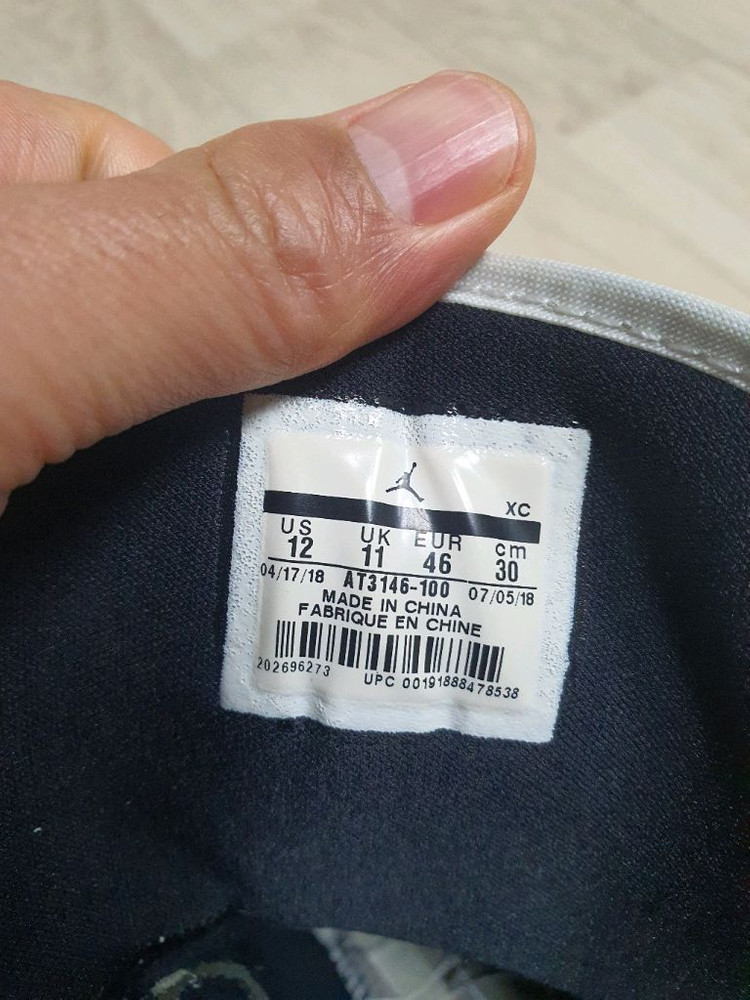 XC
US UK EUR cm
12 11 46 30
04/17/18 AT3146-100 07/05/18
MADE IN CHINA
FABRIQUE EN CHINE
202696273 UPC 00191888478538